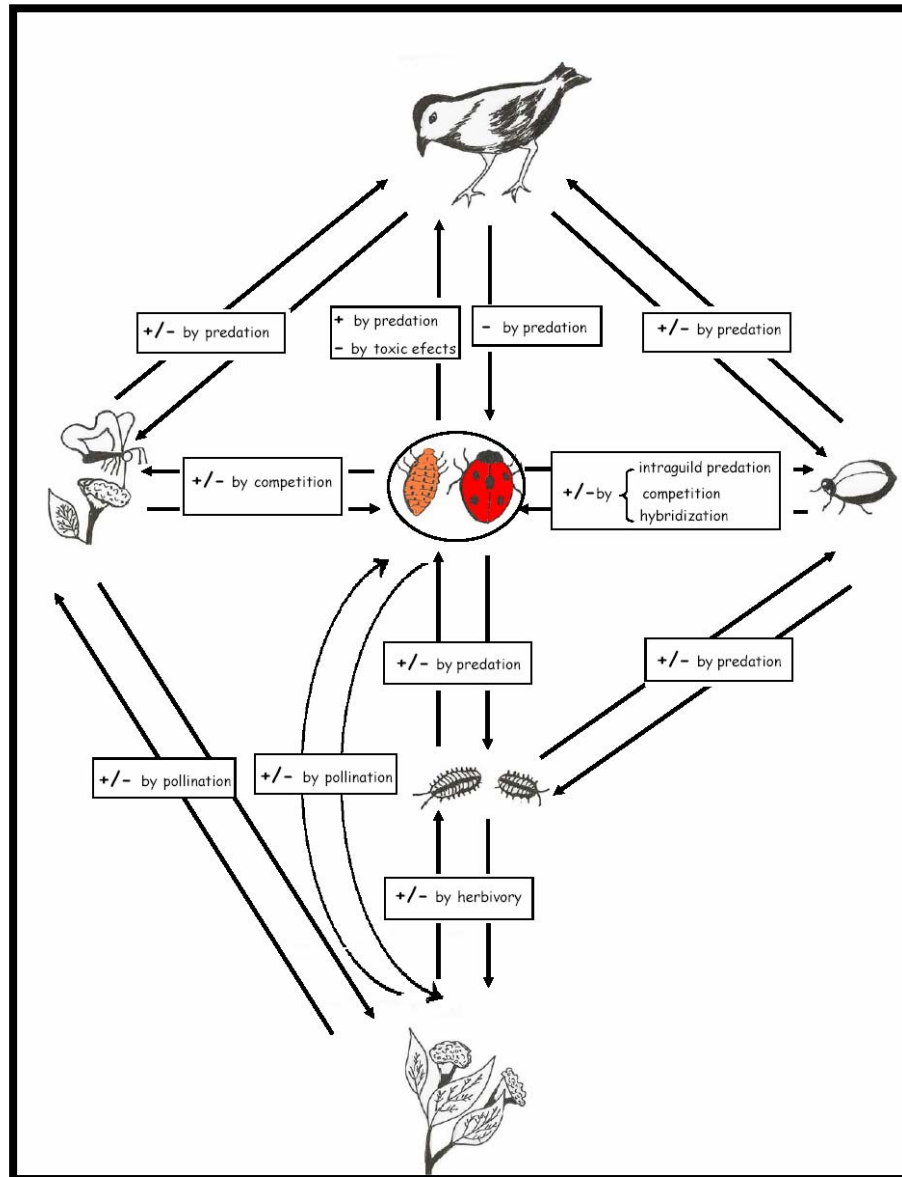 +/- by predation
+ by predation
- by toxic efects
- by predation
+/- by predation
+/- by competition
+/- by { intraguild predation
competition
hybridization
+/- by predation
+/- by predation
+/- by pollination
+/- by pollination
+/- by herbivory